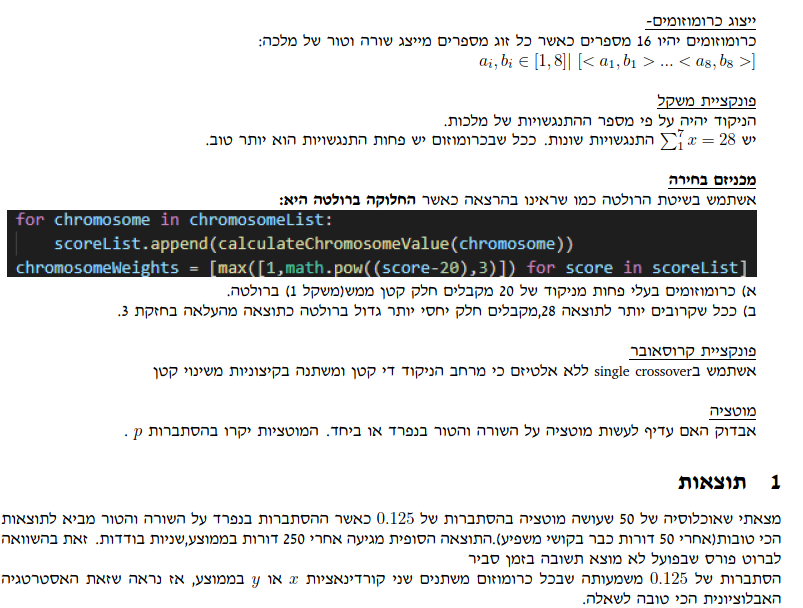 ייצוג כרומוזומים-
כרומוזומים יהיו 16 מספרים כאשר כל זוג מספרים מייצג שורה וטור של מלכה:
a_i, b_i ∈ [1, 8]| [< a_1, b_1 > ... < a_8, b_8 >]
פונקציית משקל
הניקוד יהיה על פי מספר ההתנגשויות של מלכות.
יש ∑_1^7 x = 28 התנגשויות שונות. ככל שבכרומוזום יש פחות התנגשויות הוא יותר טוב.
מכניזם בחירה
אשתמש בשיטת הרולטה כמו שראינו בהרצאה כאשר החלוקה ברולטה היא:
for chromosome in chromosomeList:
    scoreList.append(calculateChromosomeValue(chromosome))
chromosomeWeights = [max([1,math.pow((score-20),3)]) for score in scoreList]
א) כרומוזומים בעלי פחות מניקוד של 20 מקבלים חלק קטן ממש(משקל 1) ברולטה.
ב) ככל שקרובים יותר לתוצאה 28,מקבלים חלק יחסי יותר גדול ברולטה כתוצאה מהעלאה בחזקת 3.
פונקציית קרוסאובר
אשתמש בsingle crossover ללא אלטיזם כי מרחב הניקוד די קטן ומשתנה בקיצוניות משינוי קטן
מוטציה
אבדוק האם עדיף לעשות מוטציה על השורה והטור בנפרד או ביחד. המוטציות יקרו בהסתברות p .
1 תוצאות
מצאתי שאוכלוסיה של 50 שעושה מוטציה בהסתברות של 0.125 כאשר ההסתברות בנפרד על השורה והטור מביא לתוצאות
הכי טובות(אחרי 50 דורות כבר בקושי משפיע).התוצאה הסופית מגיעה אחרי 250 דורות בממוצע,שניות בודדות. זאת בהשוואה
לברוט פורס שבפועל לא מוצא תשובה בזמן סביר
הסתברות של 0.125 משמעותה שבכל כרומוזום משתנים שני קורדינאציות x או y בממוצע, אז נראה שזאת האסטרטגיה
האבלוציונית הכי טובה לשאלה.